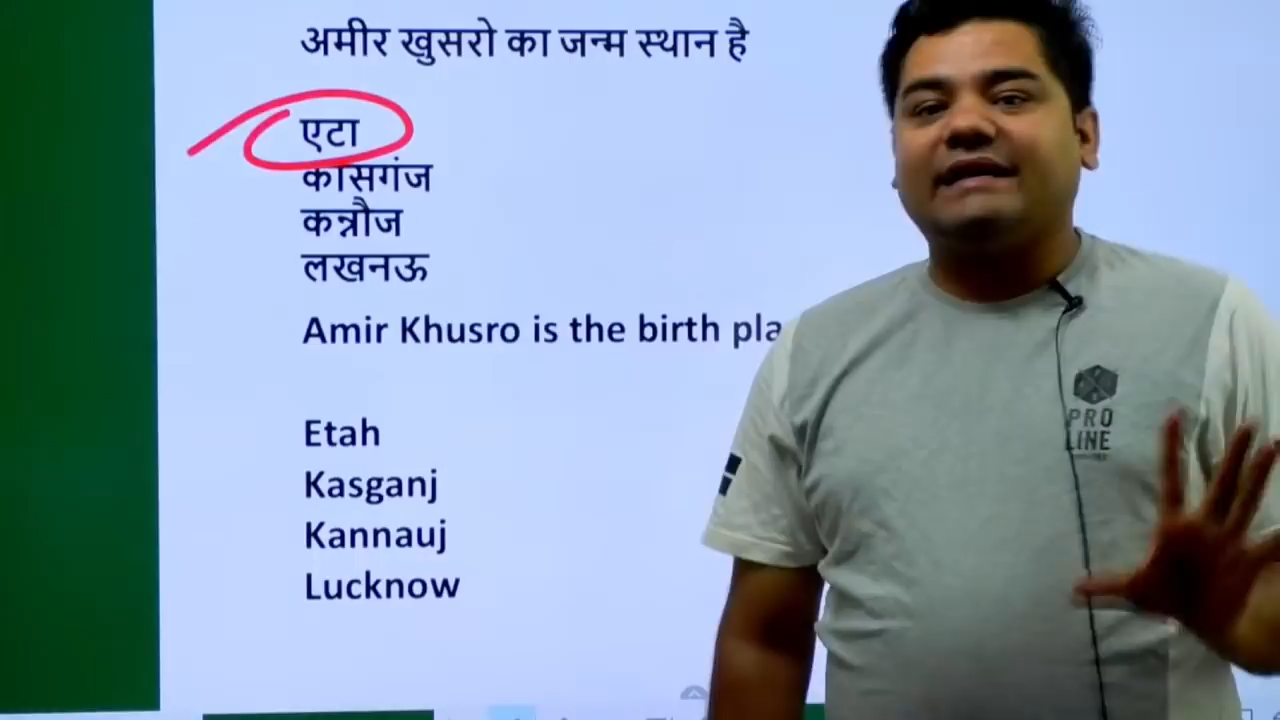 अमीर खुसरो का जन्म स्थान है
एटा
कासगंज
कन्नौज
लखनऊ
Amir Khusro is the birth pla
Etah
Kasganj
Kannauj
Lucknow
PRO
LINE